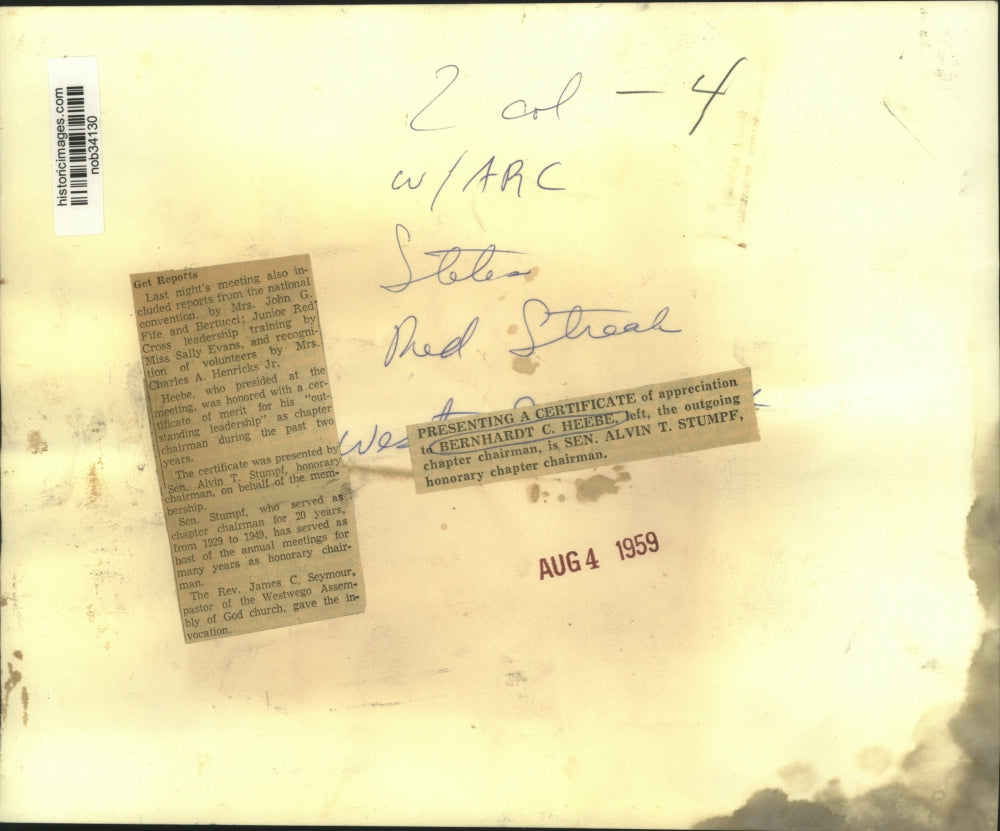 historicimages.com
nob34130
2 col - 4
w/ARC
States
Red Streak
Wes
Get Reports
Last night's meeting also in-
cluded reports from the national
convention, by Mrs. John G.
Fife and Bertucci; Junior Red
Cross leadership training by
Miss Sally Evans, and recogni-
tion of volunteers by Mrs.
Charles A. Henricks Jr.
Heebe, who presided at the
meeting, was honored with a cer-
tificate of merit for his "out-
standing leadership" as chapter
chairman during the past two
years.
The certificate was presented by
Sen. Alvin T. Stumpf, honorary
chairman, on behalf of the mem-
bership.
Sen. Stumpf, who served as
chapter chairman for 20 years,
from 1929 to 1949, has served as
host of the annual meetings for
many years as honorary chair-
man.
The Rev. James C. Seymour,
pastor of the Westwego Assem-
bly of God church, gave the in-
vocation.
PRESENTING A CERTIFICATE of appreciation
to BERNHARDT C. HEEBE, left, the outgoing
chapter chairman, is SEN. ALVIN T. STUMPF,
honorary chapter chairman.
AUG 4 1959